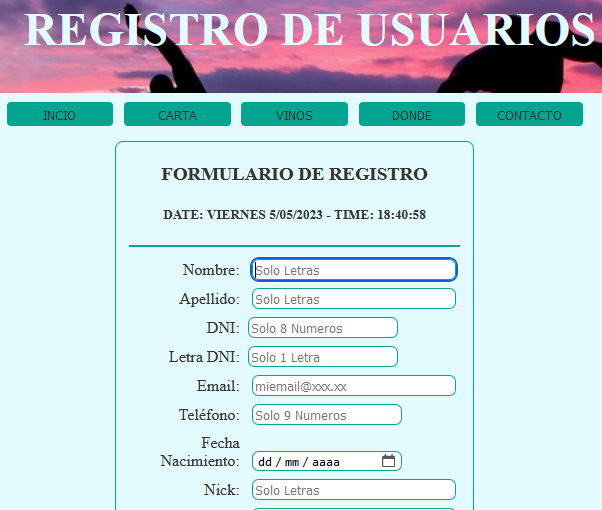 REGISTRO DE USUARIOS
INCIO CARTA VINOS DONDE CONTACTO
FORMULARIO DE REGISTRO
DATE: VIERNES 5/05/2023 - TIME: 18:40:58
Nombre: Solo Letras
Apellido: Solo Letras
DNI: Solo 8 Numeros
Letra DNI: Solo 1 Letra
Email: miemail@xxx.xx
Teléfono: Solo 9 Numeros
Fecha
Nacimiento: dd / mm / aaaa
Nick: Solo Letras